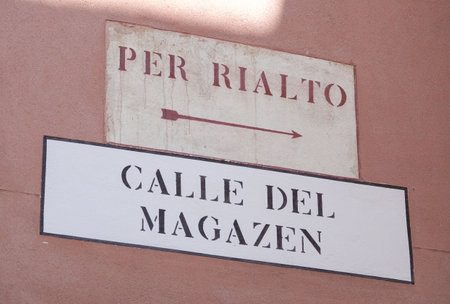 PER RIALTO
CALLE DEL
MAGAZEN